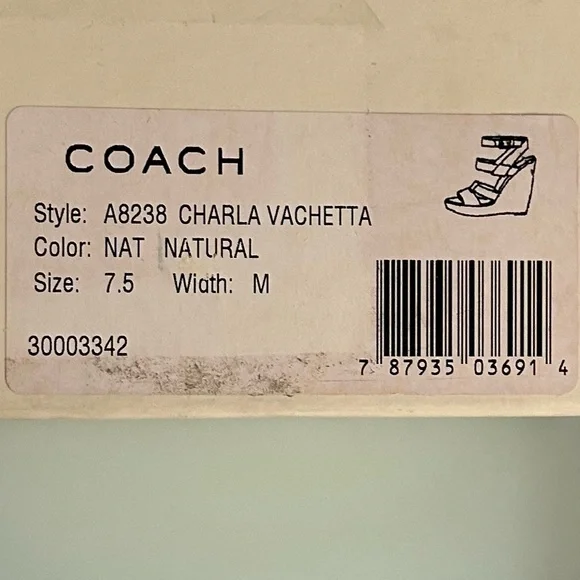 COACH
Style: A8238 CHARLA VACHETTA
Color: NAT NATURAL
Size: 7.5 Width: M
30003342
7 87935 03691 4